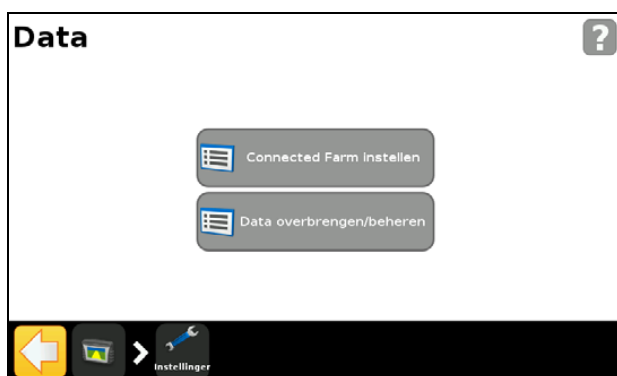 Data
?
Connected Farm instellen
Data overbrengen/beheren
Instellinger